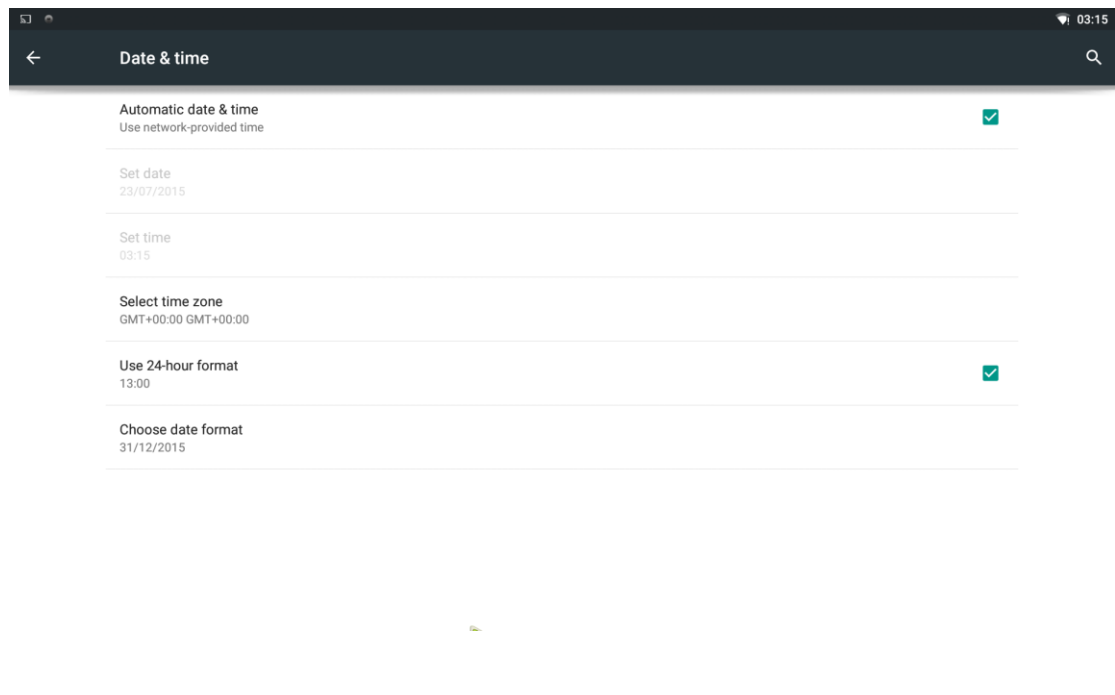 03:15
Date & time
Automatic date & time
Use network-provided time
Set date
23/07/2015
Set time
03:15
Select time zone
GMT+00:00 GMT+00:00
Use 24-hour format
13:00
Choose date format
31/12/2015